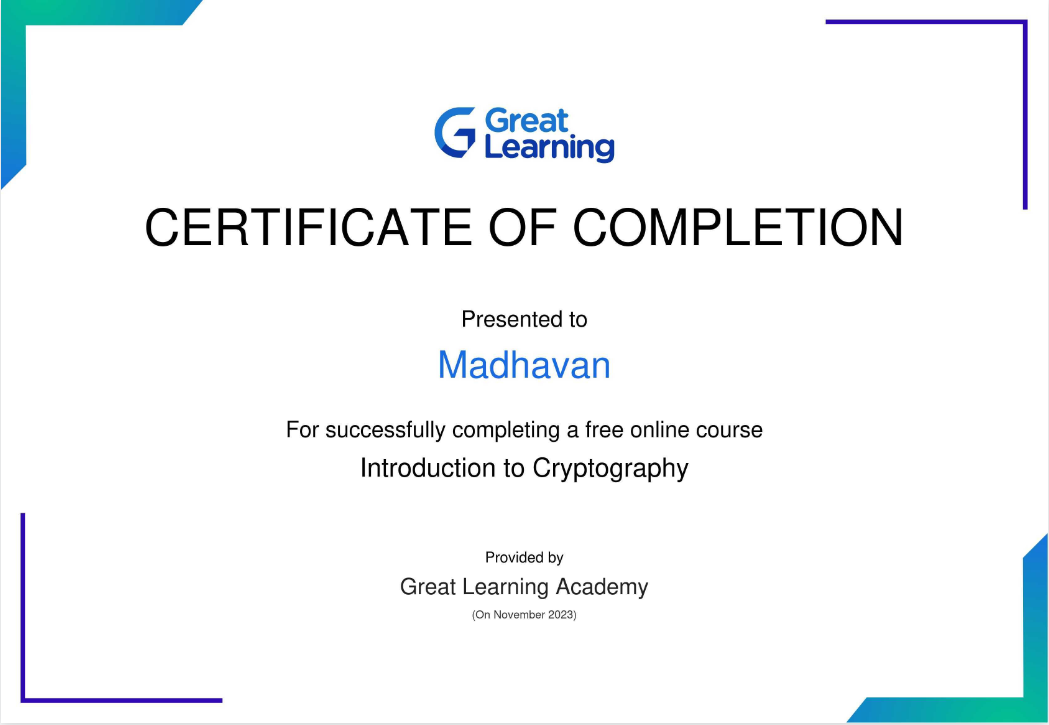 Great
Learning
CERTIFICATE OF COMPLETION
Presented to
Madhavan
For successfully completing a free online course
Introduction to Cryptography
Provided by
Great Learning Academy
(On November 2023)